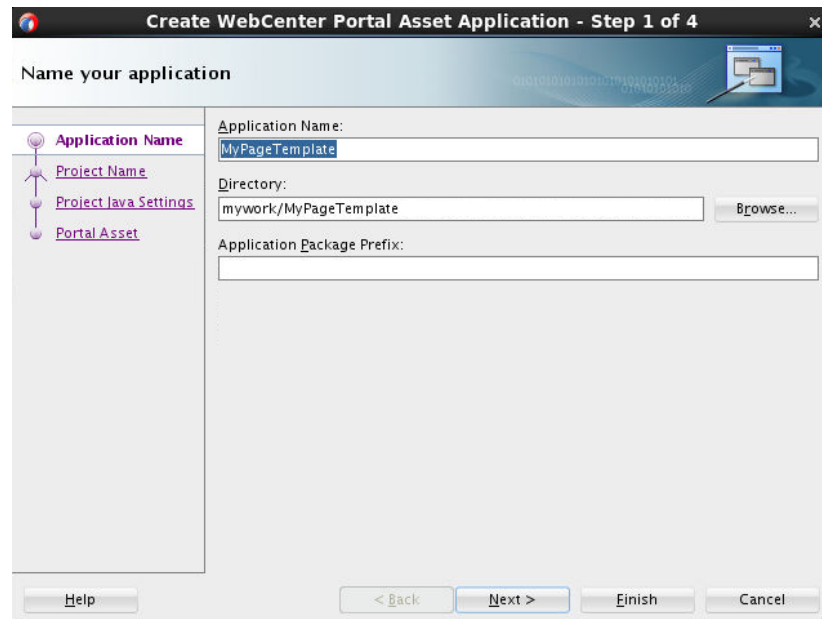 Create WebCenter Portal Asset Application - Step 1 of 4
Name your application
Application Name
Project Name
Project Java Settings
Portal Asset
Application Name:
MyPageTemplate
Directory:
mywork/MyPageTemplate
Browse...
Application Package Prefix:
Help
< Back
Next >
Finish
Cancel